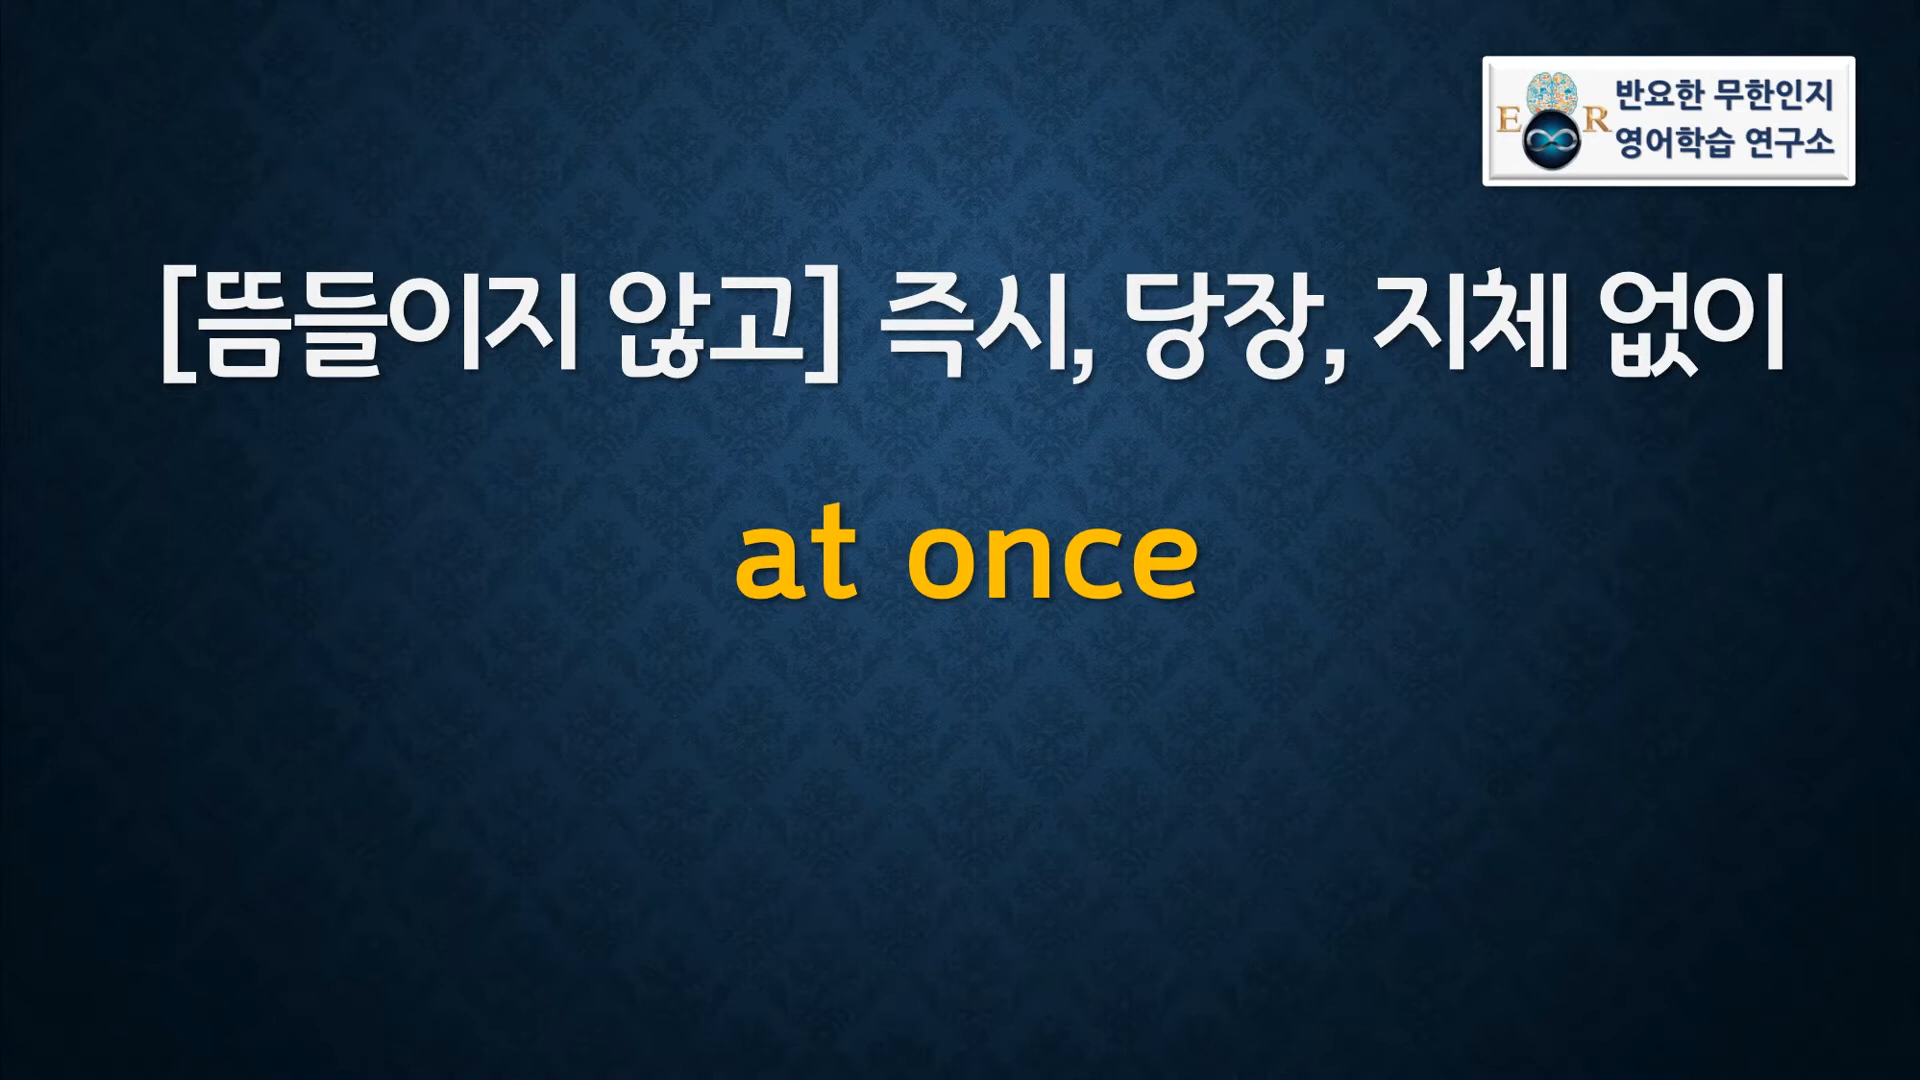 E R 반요한 무한인지
영어학습 연구소
[뜸들이지 않고] 즉시, 당장, 지체 없이
at once